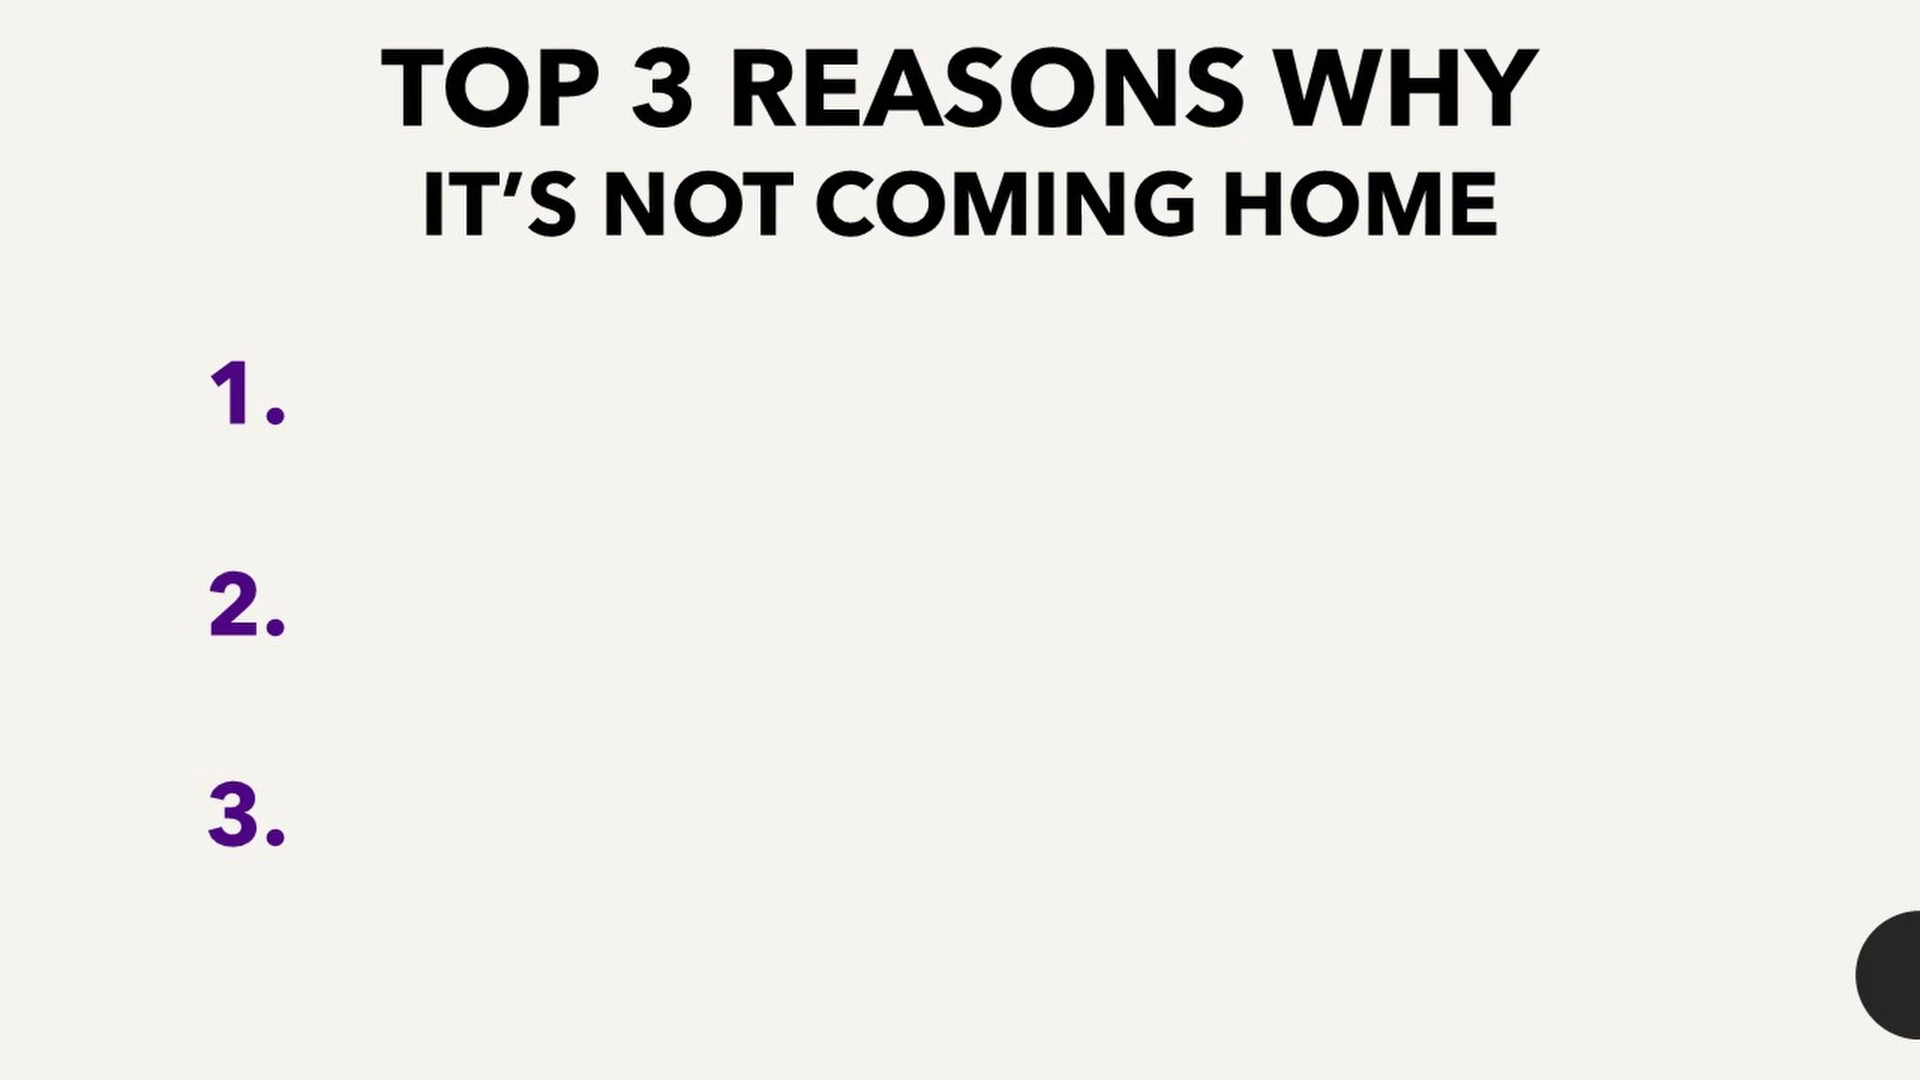 TOP 3 REASONS WHY
IT’S NOT COMING HOME
1.
2.
3.